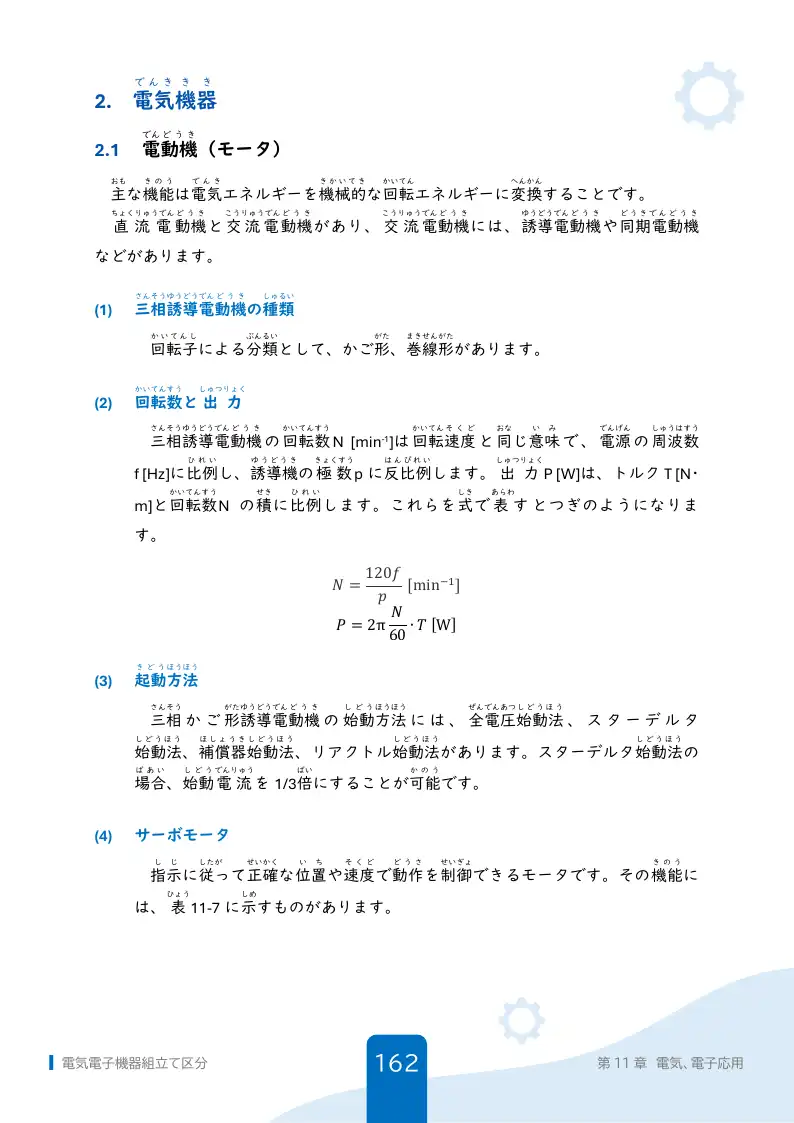 でんききき
2. 電気機器
でんどうき
2.1 電動機（モータ）
おも きのう でんき きかいてき かいてん へんかん
主な機能は電気エネルギーを機械的な回転エネルギーに変換することです。
ちょくりゅうでんどうき こうりゅうでんどうき こうりゅうでんどうき ゆうどうでんどうき どうきでんどうき
直流電動機と交流電動機があり、交流電動機には、誘導電動機や同期電動機
などがあります。
さんそうゆうどうでんどうき しゅるい
(1) 三相誘導電動機の種類
かいてんし ぶんるい がた まきせんがた
回転子による分類として、かご形、巻線形があります。
かいてんすう しゅつりょく
(2) 回転数と出力
さんそうゆうどうでんどうき かいてんすう かいてんそくど おな いみ でんげん しゅうはすう
三相誘導電動機の回転数N [min⁻¹]は回転速度と同じ意味で、電源の周波数
ひれい ゆうどうき きょくすう はんぴれい しゅつりょく
f [Hz]に比例し、誘導機の極数p に反比例します。出力P [W]は、トルクT [N･
かいてんすう せき ひれい しき あらわ
m]と回転数N の積に比例します。これらを式で表すとつぎのようになりま
す。
N = 120f/p [min⁻¹]
P = 2π N/60 · T [W]
きどうほうほう
(3) 起動方法
さんそう がたゆうどうでんどうき しどうほうほう ぜんでんあつしどうほう
三相かご形誘導電動機の始動方法には、全電圧始動法、スターデルタ
しどうほう ほしょうきしどうほう しどうほう しどうほう
始動法、補償器始動法、リアクトル始動法があります。スターデルタ始動法の
ばあい しどうでんりゅう ばい かのう
場合、始動電流を 1/3倍にすることが可能です。
(4) サーボモータ
しじ したが せいかく いち そくど どうさ せいぎょ きのう
指示に従って正確な位置や速度で動作を制御できるモータです。その機能に
ひょう しめ
は、表 11-7 に示すものがあります。
電気電子機器組立て区分
162
第 11 章 電気、電子応用